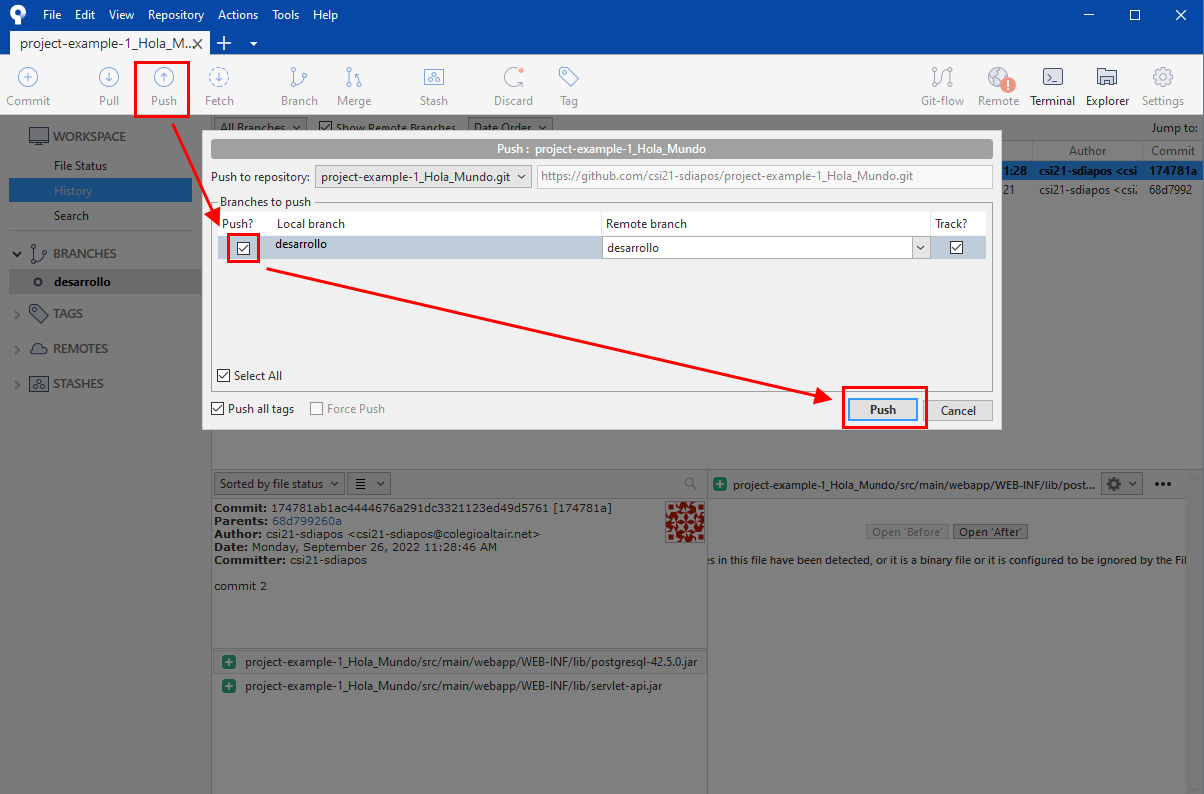 File Edit View Repository Actions Tools Help
project-example-1_Hola_M..
Commit Pull Push Fetch Branch Merge Stash Discard Tag Git-flow Remote Terminal Explorer Settings
All Branches Show Remote Branches Date Order Jump to:
WORKSPACE
File Status
History
Search
BRANCHES
desarrollo
TAGS
REMOTES
STASHES
Author Commit
1:28 csi21-sdiapos <csi 174781a
21 csi21-sdiapos <csi 68d7992
Push : project-example-1_Hola_Mundo
Push to repository: project-example-1_Hola_Mundo.git https://github.com/csi21-sdiapos/project-example-1_Hola_Mundo.git
Branches to push
Push? Local branch Remote branch Track?
desarrollo desarrollo
Select All
Push all tags Force Push Push Cancel
Sorted by file status
Commit: 174781ab1ac4444676a291dc3321123ed49d5761 [174781a]
Parents: 68d799260a
Author: csi21-sdiapos <csi21-sdiapos@colegioaltair.net>
Date: Monday, September 26, 2022 11:28:46 AM
Committer: csi21-sdiapos
commit 2
project-example-1_Hola_Mundo/src/main/webapp/WEB-INF/lib/postgresql-42.5.0.jar
project-example-1_Hola_Mundo/src/main/webapp/WEB-INF/lib/servlet-api.jar
project-example-1_Hola_Mundo/src/main/webapp/WEB-INF/lib/post...
Open 'Before' Open 'After'
es in this file have been detected, or it is a binary file or it is configured to be ignored by the Fil